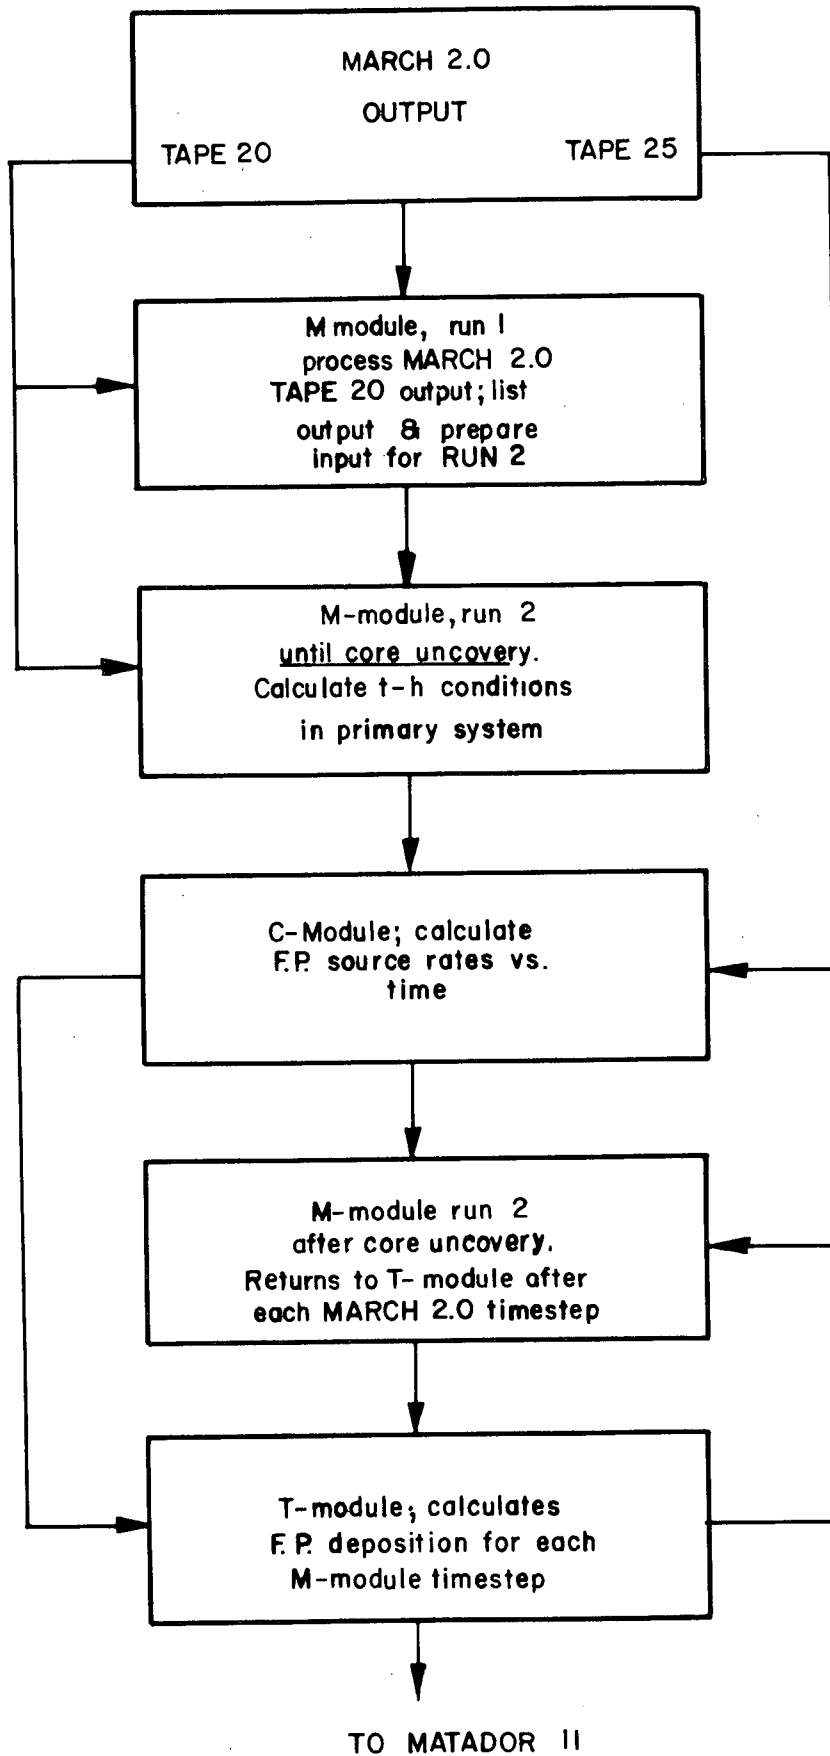 MARCH 2.0
OUTPUT
TAPE 20 TAPE 25
M module, run 1
process MARCH 2.0
TAPE 20 output; list
output & prepare
input for RUN 2
M-module, run 2
until core uncovery.
Calculate t-h conditions
in primary system
C-Module; calculate
F.P. source rates vs.
time
M-module run 2
after core uncovery.
Returns to T- module after
each MARCH 2.0 timestep
T-module; calculates
F.P. deposition for each
M-module timestep
TO MATADOR II